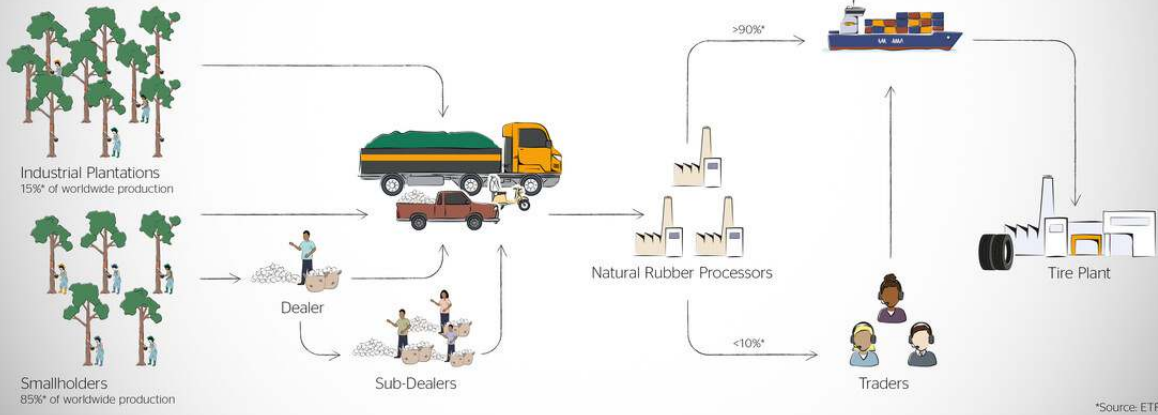 >90%*
Industrial Plantations
15%* of worldwide production
Natural Rubber Processors
Tire Plant
Dealer
<10%*
Sub-Dealers
Traders
Smallholders
85%* of worldwide production
*Source: ETR